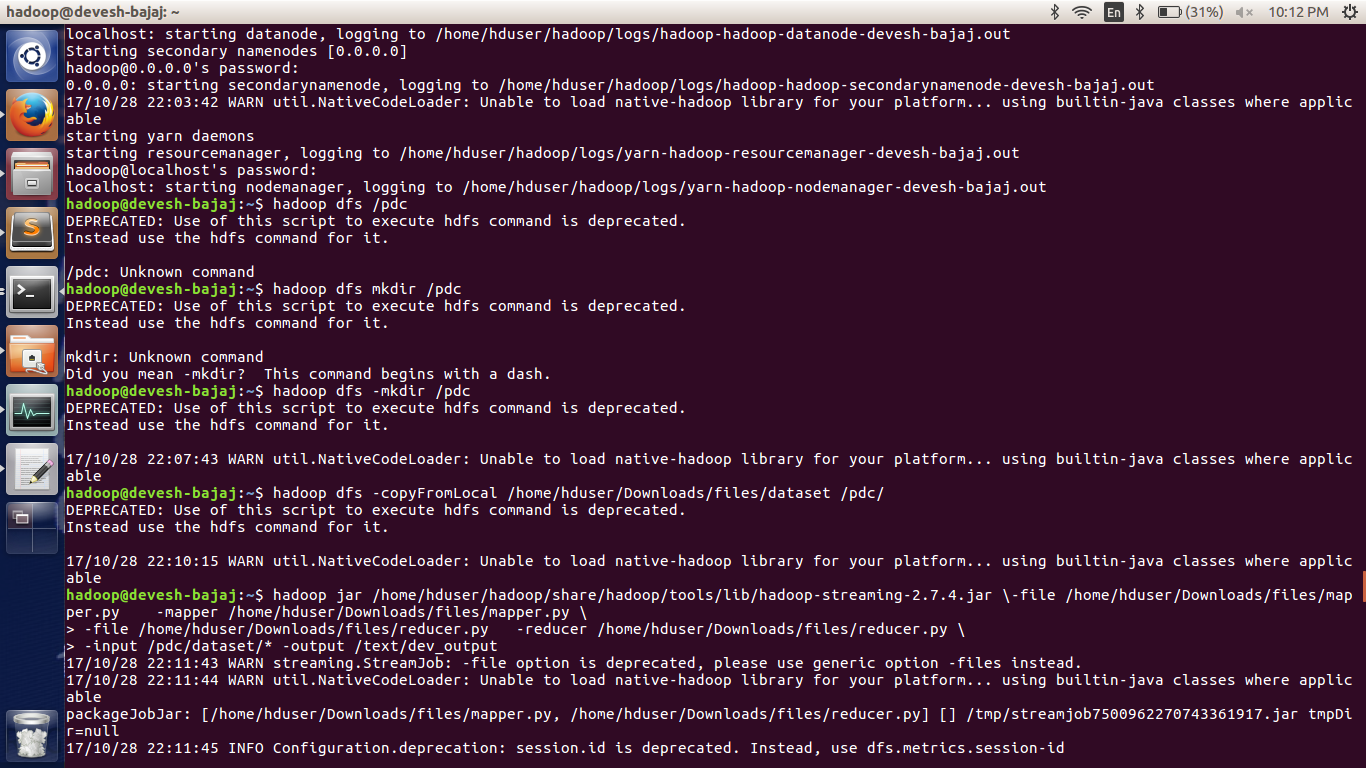 hadoop@devesh-bajaj: ~
En
(31%)
10:12 PM
localhost: starting datanode, logging to /home/hduser/hadoop/logs/hadoop-hadoop-datanode-devesh-bajaj.out
Starting secondary namenodes [0.0.0.0]
hadoop@0.0.0.0's password:
0.0.0.0: starting secondarynamenode, logging to /home/hduser/hadoop/logs/hadoop-hadoop-secondarynamenode-devesh-bajaj.out
17/10/28 22:03:42 WARN util.NativeCodeLoader: Unable to load native-hadoop library for your platform... using builtin-java classes where applic
able
starting yarn daemons
starting resourcemanager, logging to /home/hduser/hadoop/logs/yarn-hadoop-resourcemanager-devesh-bajaj.out
hadoop@localhost's password:
localhost: starting nodemanager, logging to /home/hduser/hadoop/logs/yarn-hadoop-nodemanager-devesh-bajaj.out
hadoop@devesh-bajaj:~$ hadoop dfs /pdc
DEPRECATED: Use of this script to execute hdfs command is deprecated.
Instead use the hdfs command for it.

/pdc: Unknown command
hadoop@devesh-bajaj:~$ hadoop dfs mkdir /pdc
DEPRECATED: Use of this script to execute hdfs command is deprecated.
Instead use the hdfs command for it.

mkdir: Unknown command
Did you mean -mkdir?  This command begins with a dash.
hadoop@devesh-bajaj:~$ hadoop dfs -mkdir /pdc
DEPRECATED: Use of this script to execute hdfs command is deprecated.
Instead use the hdfs command for it.

17/10/28 22:07:43 WARN util.NativeCodeLoader: Unable to load native-hadoop library for your platform... using builtin-java classes where applic
able
hadoop@devesh-bajaj:~$ hadoop dfs -copyFromLocal /home/hduser/Downloads/files/dataset /pdc/
DEPRECATED: Use of this script to execute hdfs command is deprecated.
Instead use the hdfs command for it.

17/10/28 22:10:15 WARN util.NativeCodeLoader: Unable to load native-hadoop library for your platform... using builtin-java classes where applic
able
hadoop@devesh-bajaj:~$ hadoop jar /home/hduser/hadoop/share/hadoop/tools/lib/hadoop-streaming-2.7.4.jar \-file /home/hduser/Downloads/files/map
per.py    -mapper /home/hduser/Downloads/files/mapper.py \
> -file /home/hduser/Downloads/files/reducer.py   -reducer /home/hduser/Downloads/files/reducer.py \
> -input /pdc/dataset/* -output /text/dev_output
17/10/28 22:11:43 WARN streaming.StreamJob: -file option is deprecated, please use generic option -files instead.
17/10/28 22:11:44 WARN util.NativeCodeLoader: Unable to load native-hadoop library for your platform... using builtin-java classes where applic
able
packageJobJar: [/home/hduser/Downloads/files/mapper.py, /home/hduser/Downloads/files/reducer.py] [] /tmp/streamjob7500962270743361917.jar tmpDi
r=null
17/10/28 22:11:45 INFO Configuration.deprecation: session.id is deprecated. Instead, use dfs.metrics.session-id